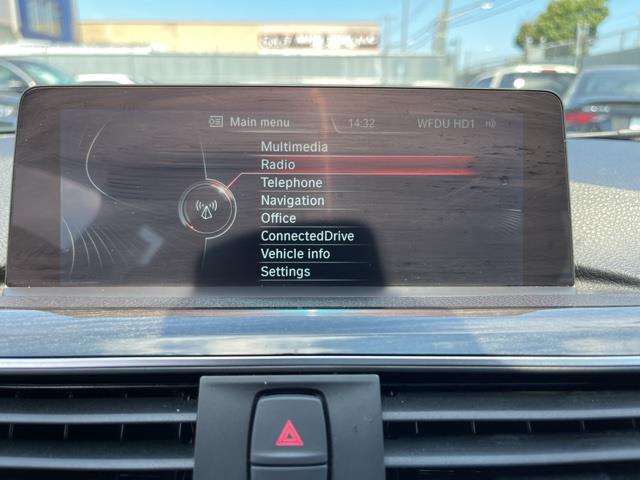 Main menu 14:32 WFDU HD1
Multimedia
Radio
Telephone
Navigation
Office
ConnectedDrive
Vehicle info
Settings